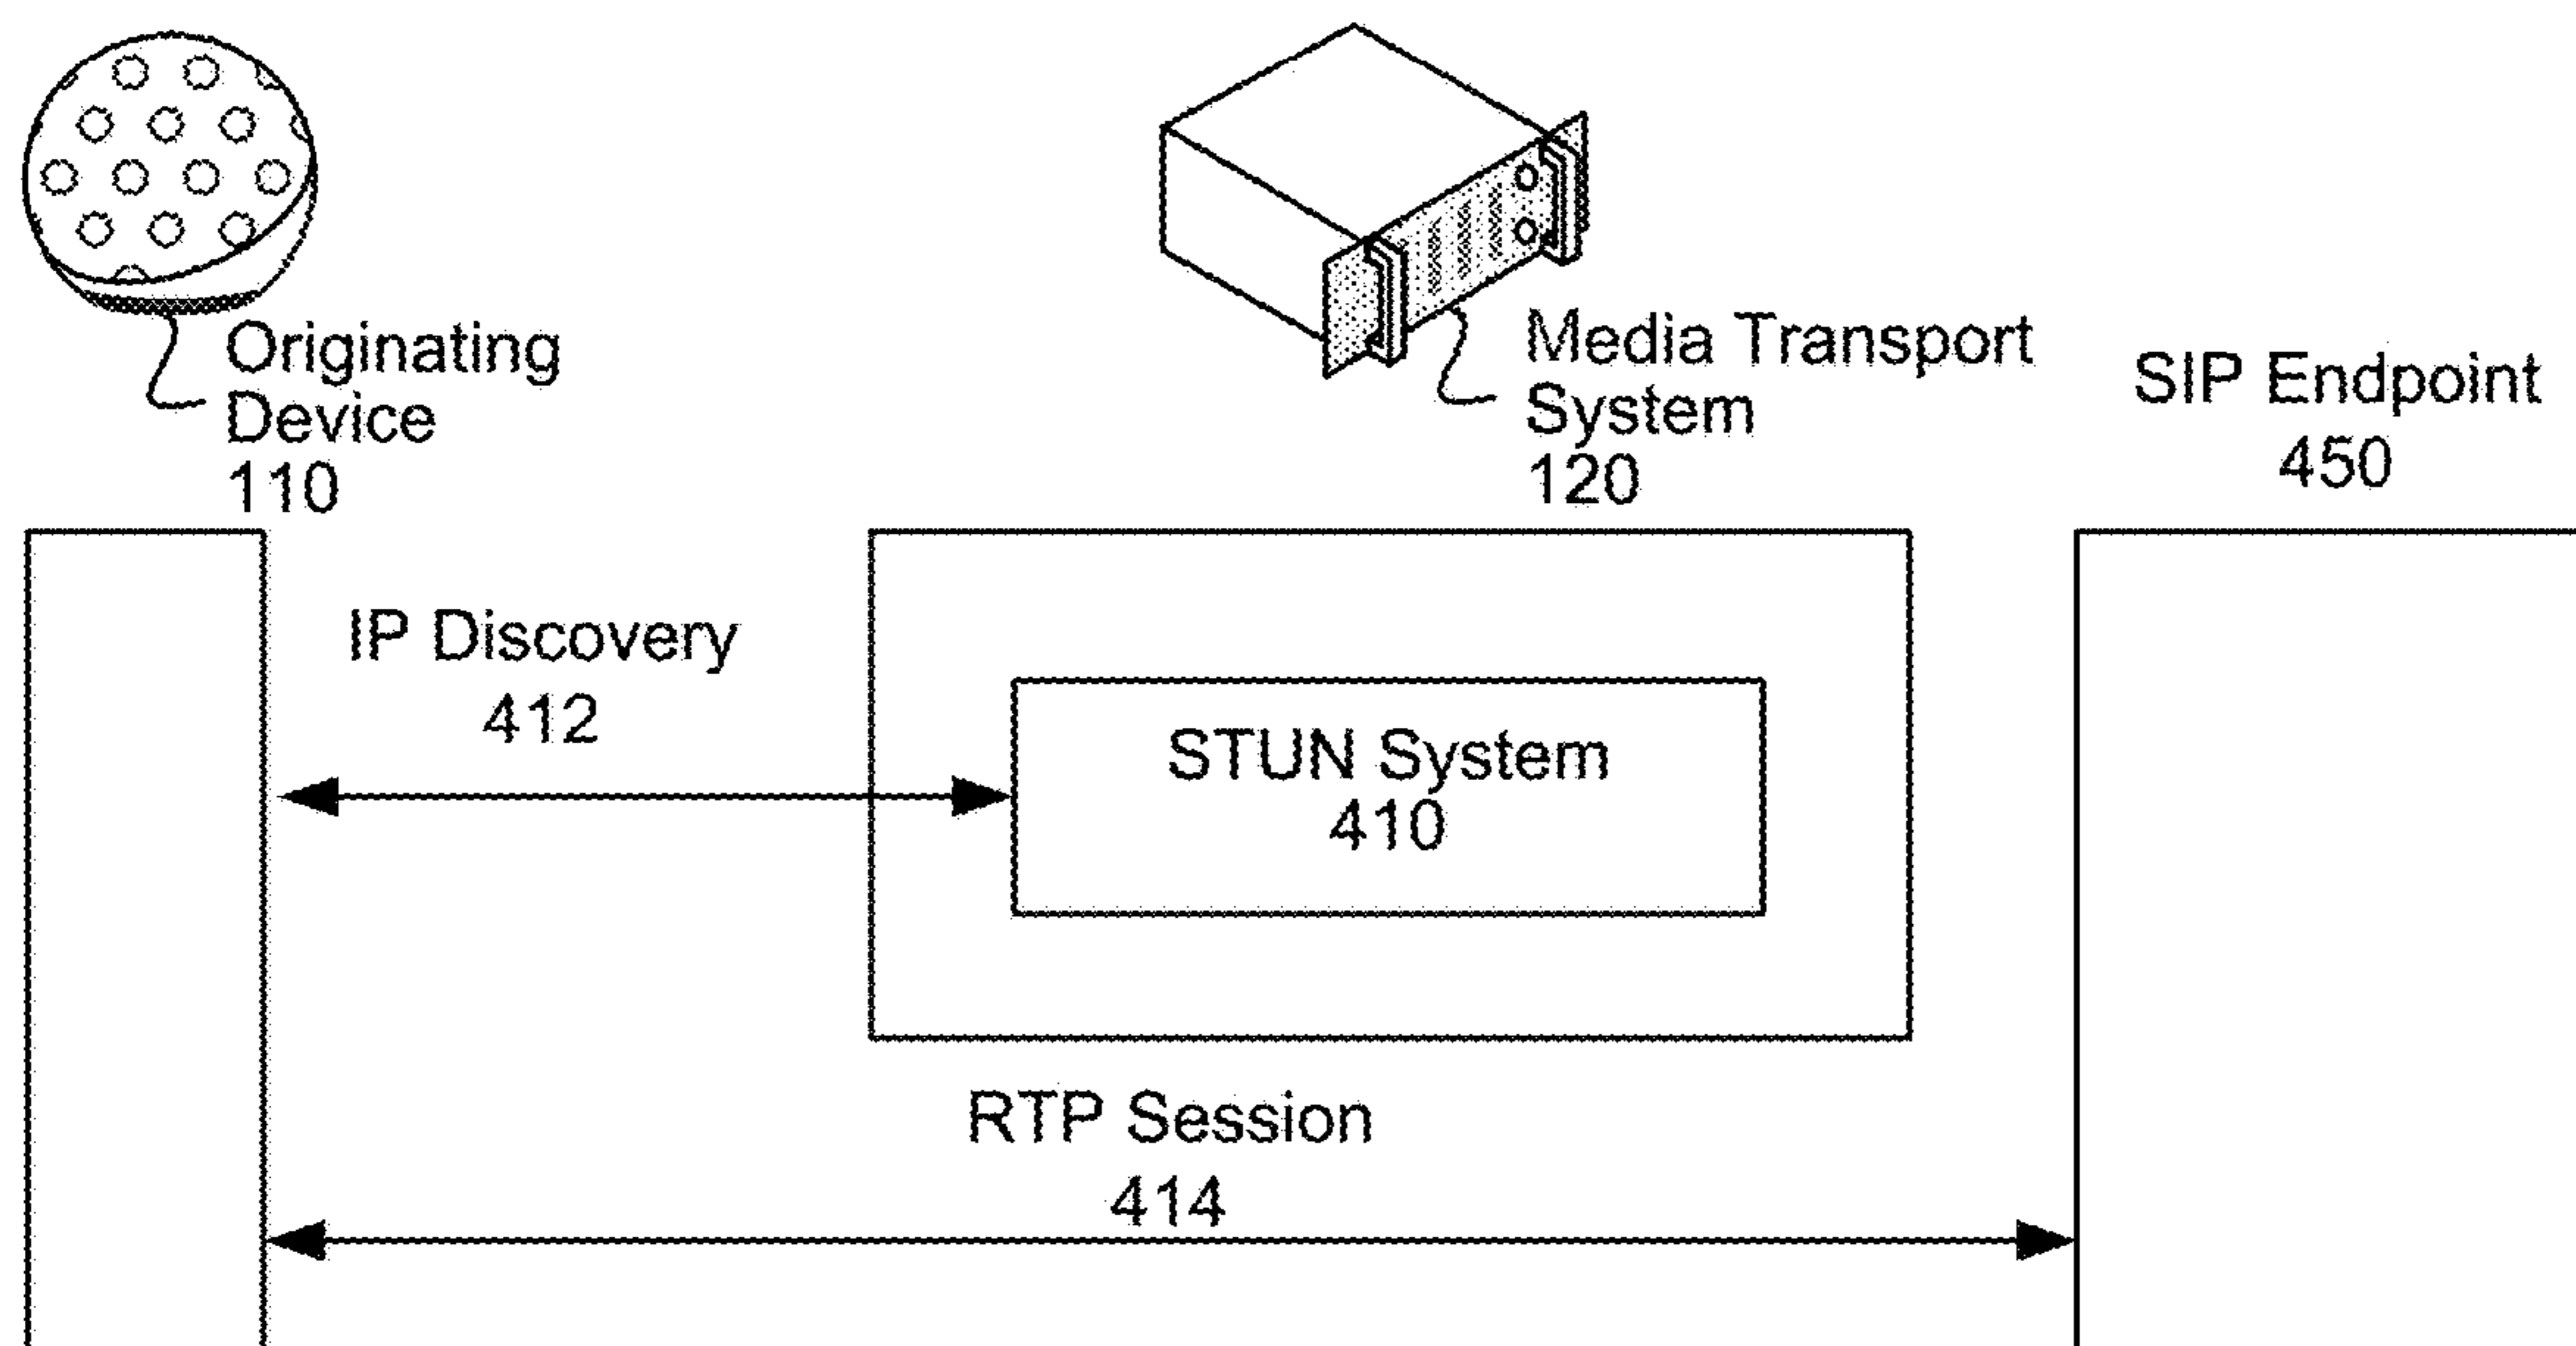 Originating
Device
110
Media Transport
System
120
SIP Endpoint
450
IP Discovery
412
STUN System
410
RTP Session
414